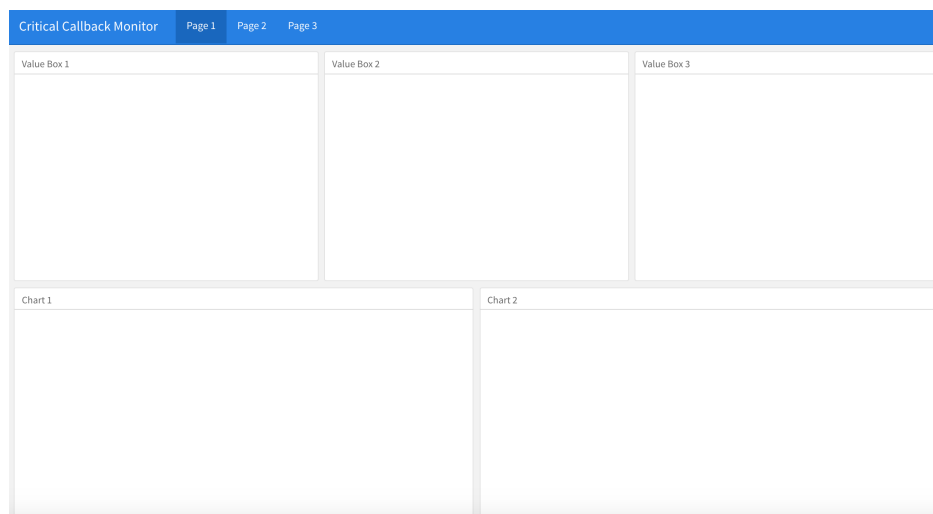 Critical Callback Monitor Page 1 Page 2 Page 3
Value Box 1 Value Box 2 Value Box 3
Chart 1 Chart 2